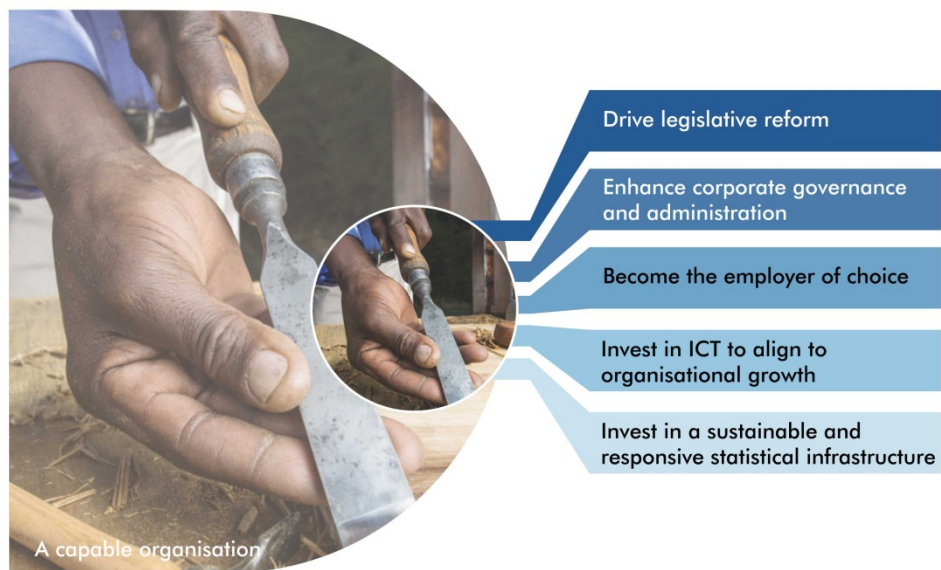 Drive legislative reform
Enhance corporate governance
and administration
Become the employer of choice
Invest in ICT to align to
organisational growth
Invest in a sustainable and
responsive statistical infrastructure
A capable organisation